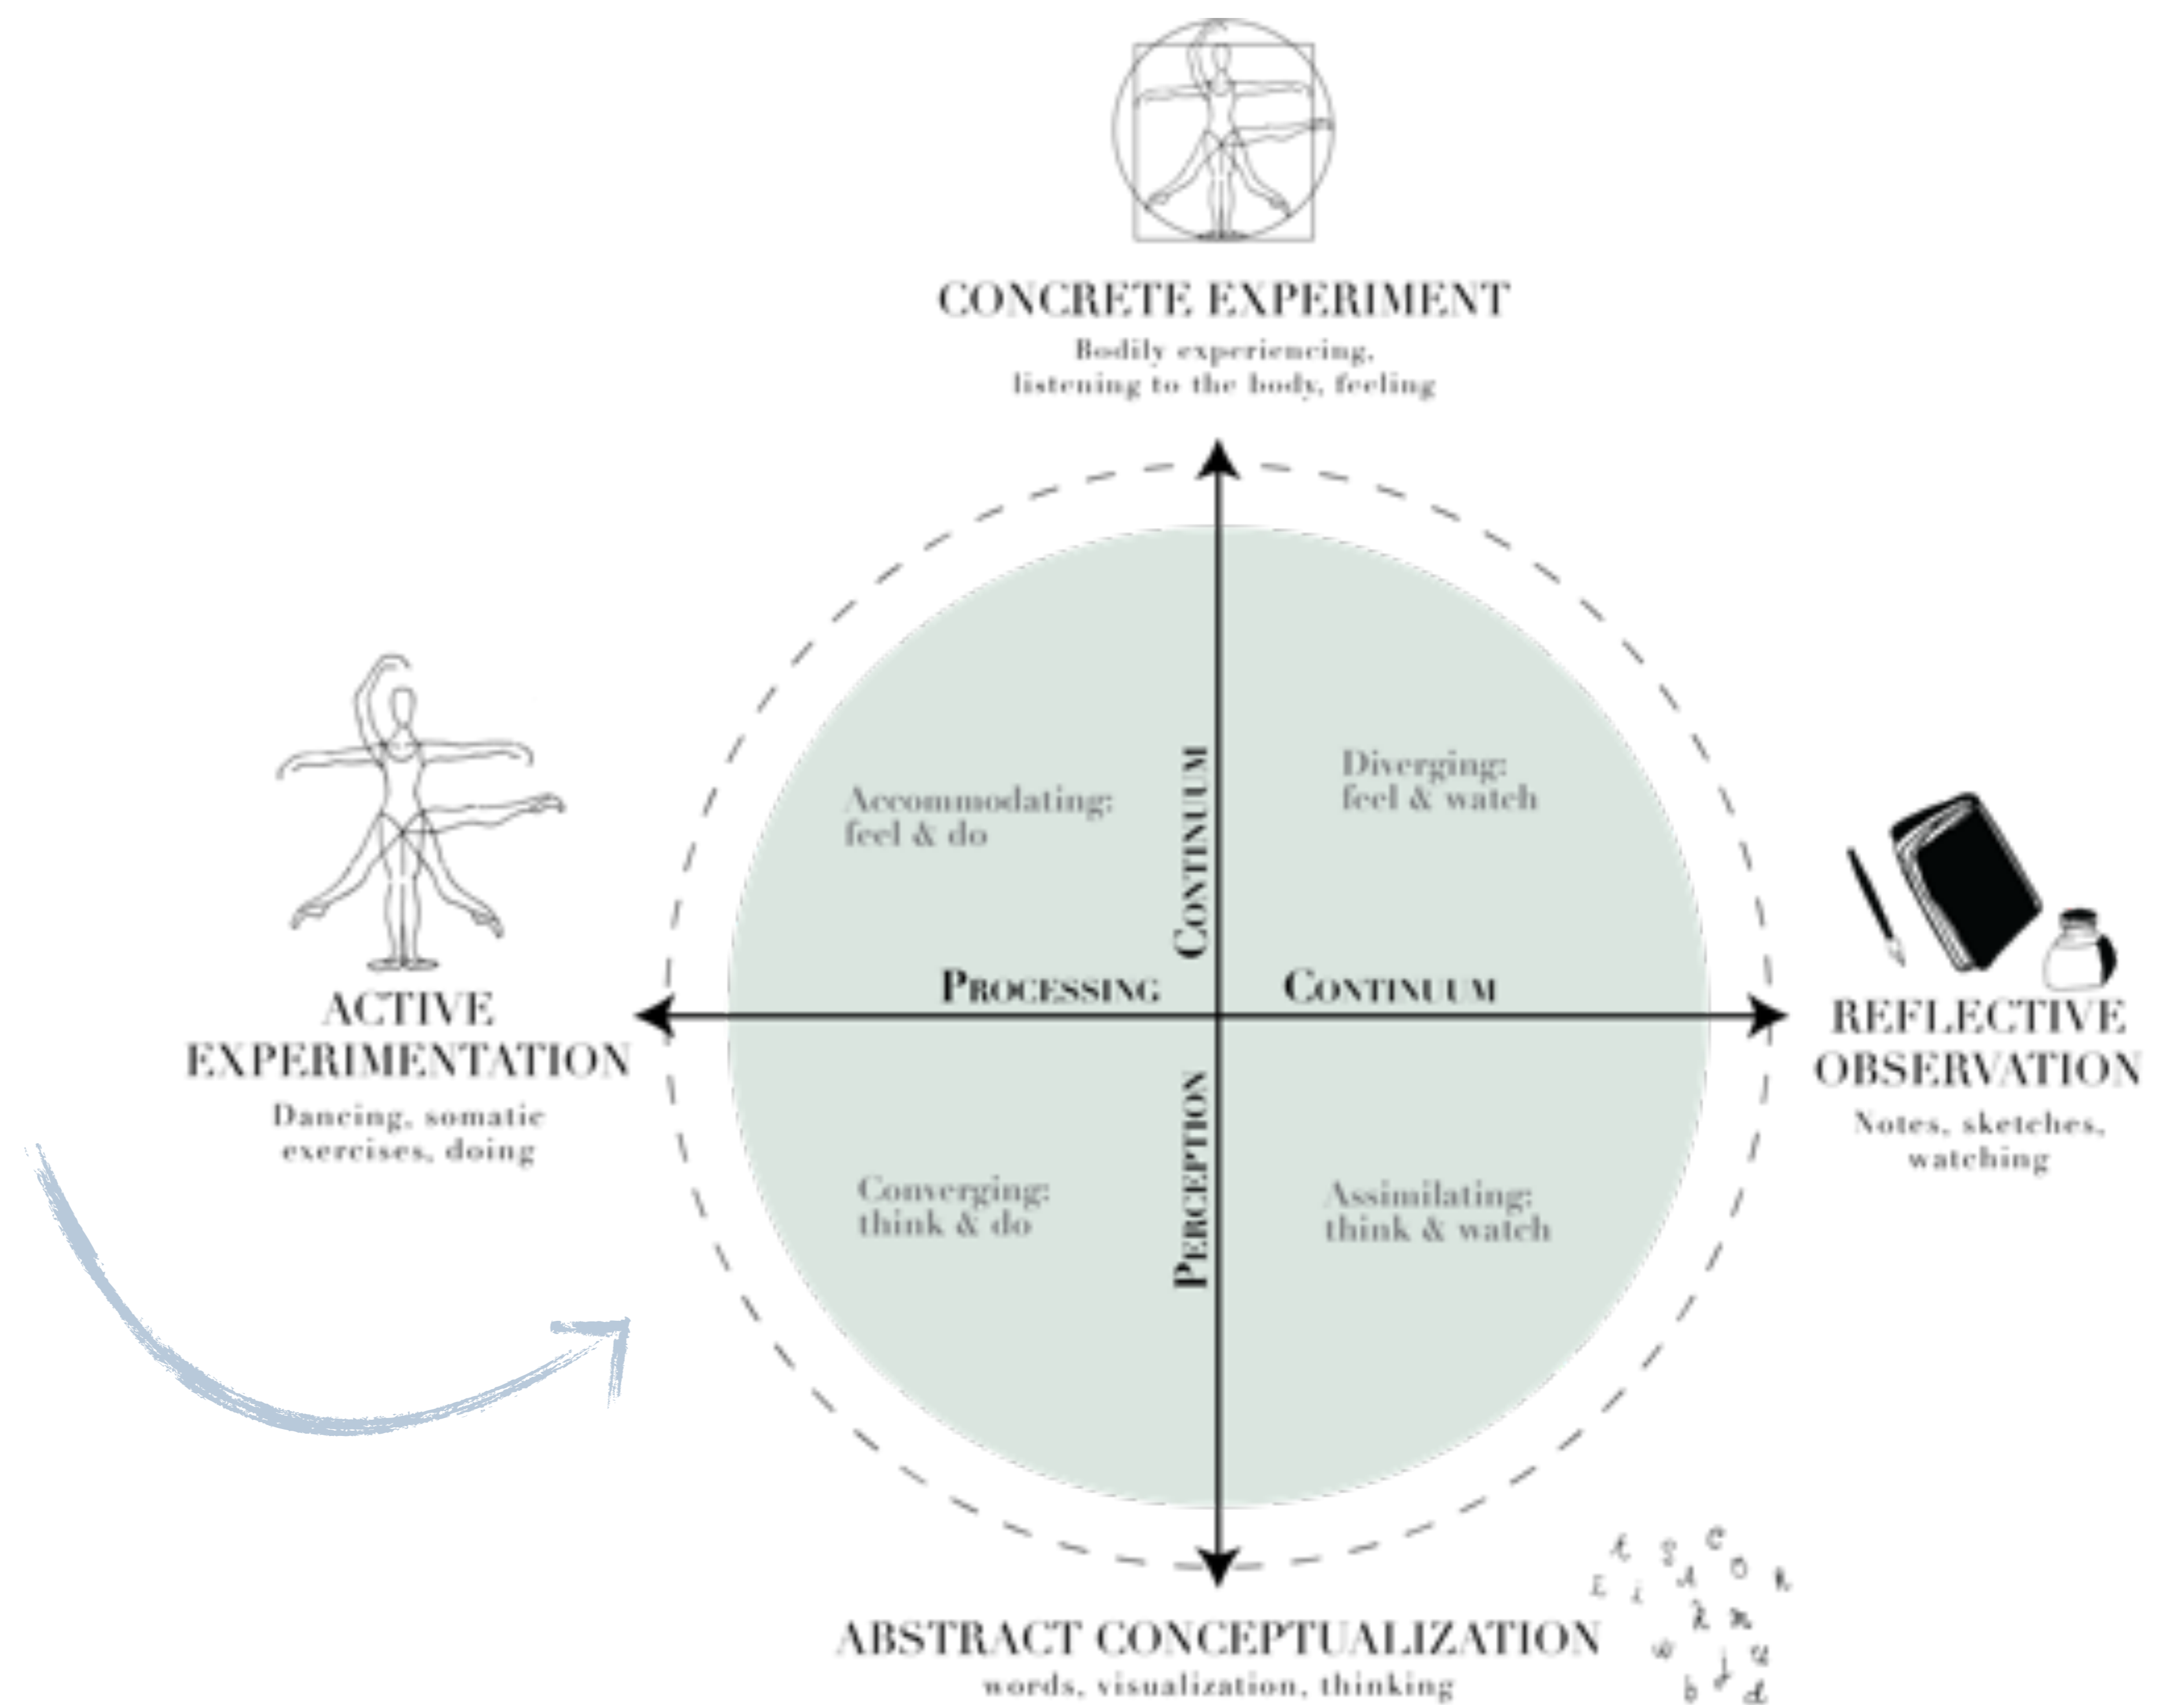 CONCRETE EXPERIMENT
Bodily experiencing,
listening to the body, feeling
Accommodating:
feel & do
Diverging:
feel & watch
PROCESSING CONTINUUM
PERCEPTION CONTINUUM
ACTIVE
EXPERIMENTATION
Dancing, somatic
exercises, doing
REFLECTIVE
OBSERVATION
Notes, sketches,
watching
Converging:
think & do
Assimilating:
think & watch
ABSTRACT CONCEPTUALIZATION
words, visualization, thinking